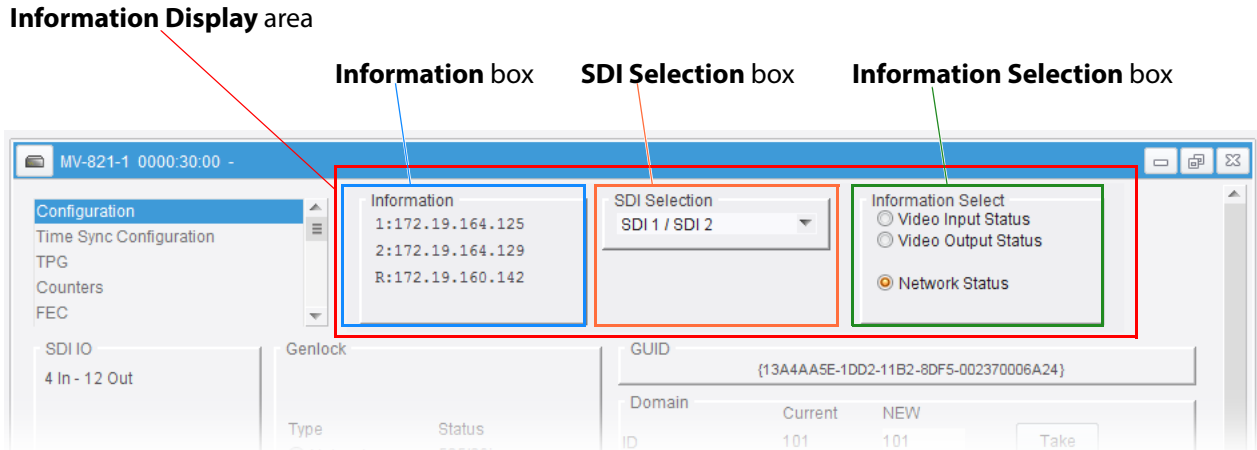 Information Display area
Information box
SDI Selection box
Information Selection box
MV-821-1 0000:30:00 -
Configuration
Time Sync Configuration
TPG
Counters
FEC
Information
1:172.19.164.125
2:172.19.164.129
R:172.19.160.142
SDI Selection
SDI 1 / SDI 2
Information Select
Video Input Status
Video Output Status
Network Status
SDI IO
4 In - 12 Out
Genlock
Type Status
GUID
{13A4AA5E-1DD2-11B2-8DF5-002370006A24}
Domain
Current NEW
ID 101 101 Take